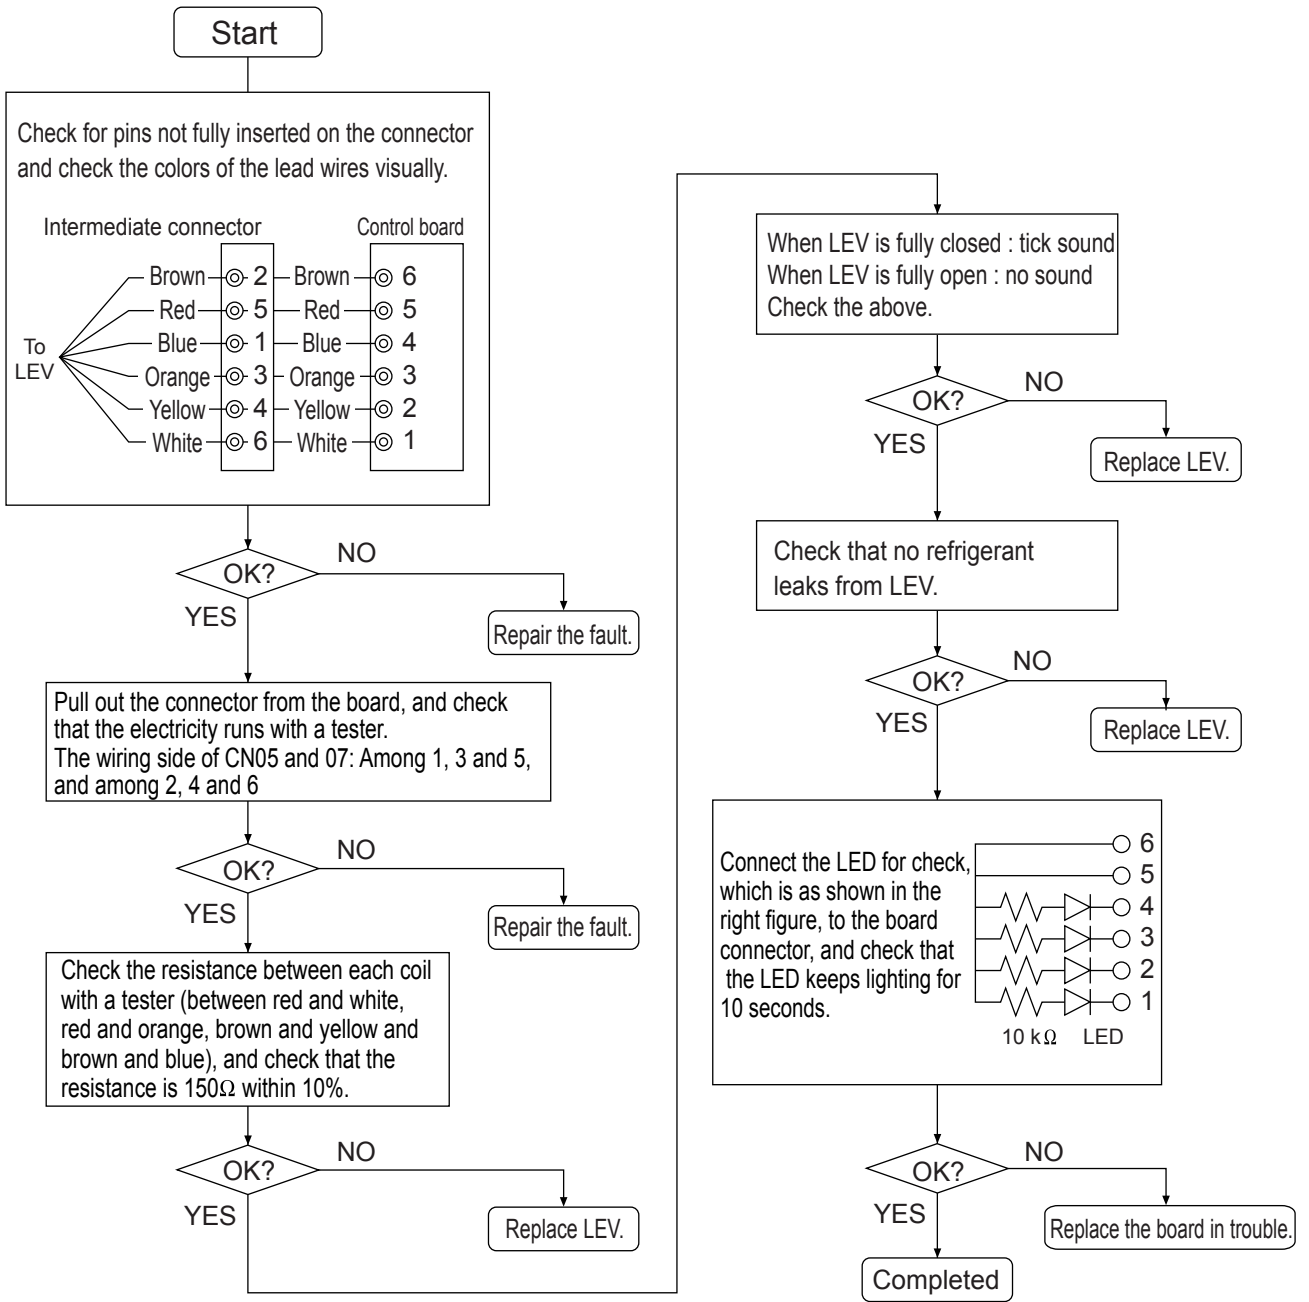 Start
Check for pins not fully inserted on the connector
and check the colors of the lead wires visually.
Intermediate connector
Control board
To
LEV
Brown 2 Brown 6
Red 5 Red 5
Blue 1 Blue 4
Orange 3 Orange 3
Yellow 4 Yellow 2
White 6 White 1
OK?
NO
YES
Repair the fault.
Pull out the connector from the board, and check
that the electricity runs with a tester.
The wiring side of CN05 and 07: Among 1, 3 and 5,
and among 2, 4 and 6
OK?
NO
YES
Repair the fault.
Check the resistance between each coil
with a tester (between red and white,
red and orange, brown and yellow and
brown and blue), and check that the
resistance is 150Ω within 10%.
OK?
NO
YES
Replace LEV.
When LEV is fully closed : tick sound
When LEV is fully open : no sound
Check the above.
OK?
NO
YES
Replace LEV.
Check that no refrigerant
leaks from LEV.
OK?
NO
YES
Replace LEV.
Connect the LED for check,
which is as shown in the
right figure, to the board
connector, and check that
the LED keeps lighting for
10 seconds.
6
5
4
3
2
1
10 kΩ LED
OK?
NO
YES
Replace the board in trouble.
Completed